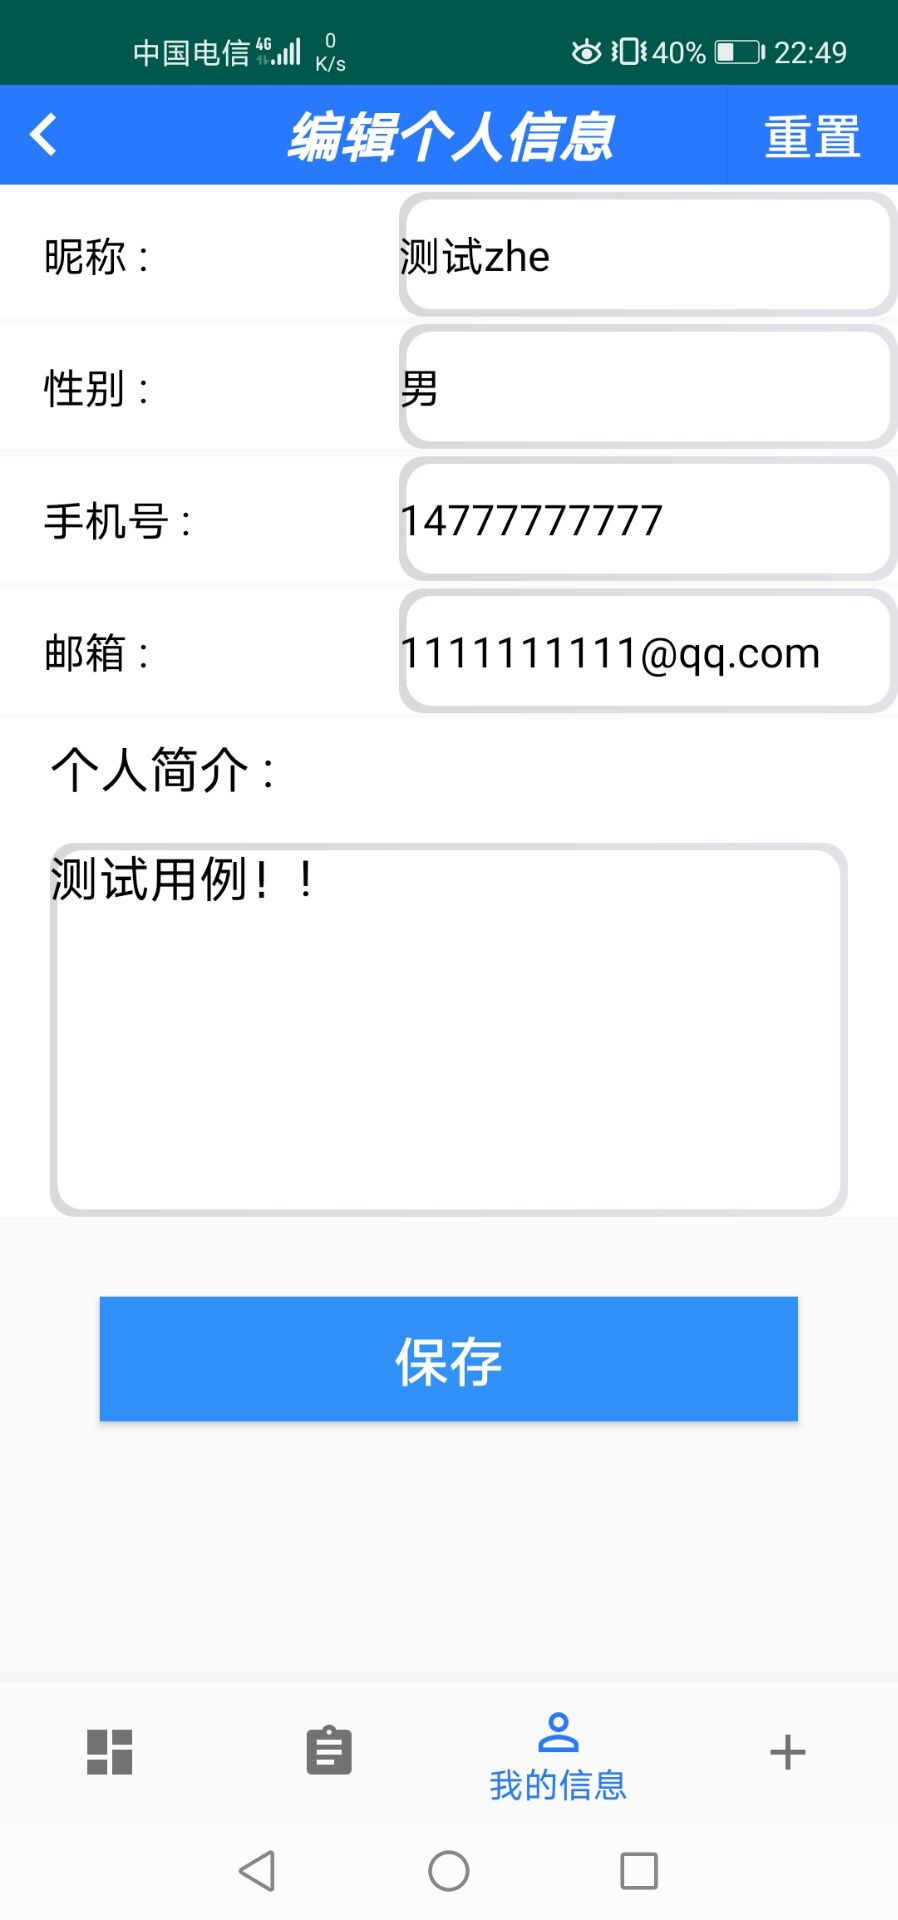 中国电信 4G 0 K/s 40% 22:49
编辑个人信息 重置
昵称： 测试zhe
性别： 男
手机号： 14777777777
邮箱： 1111111111@qq.com
个人简介：
测试用例！！
保存
我的信息